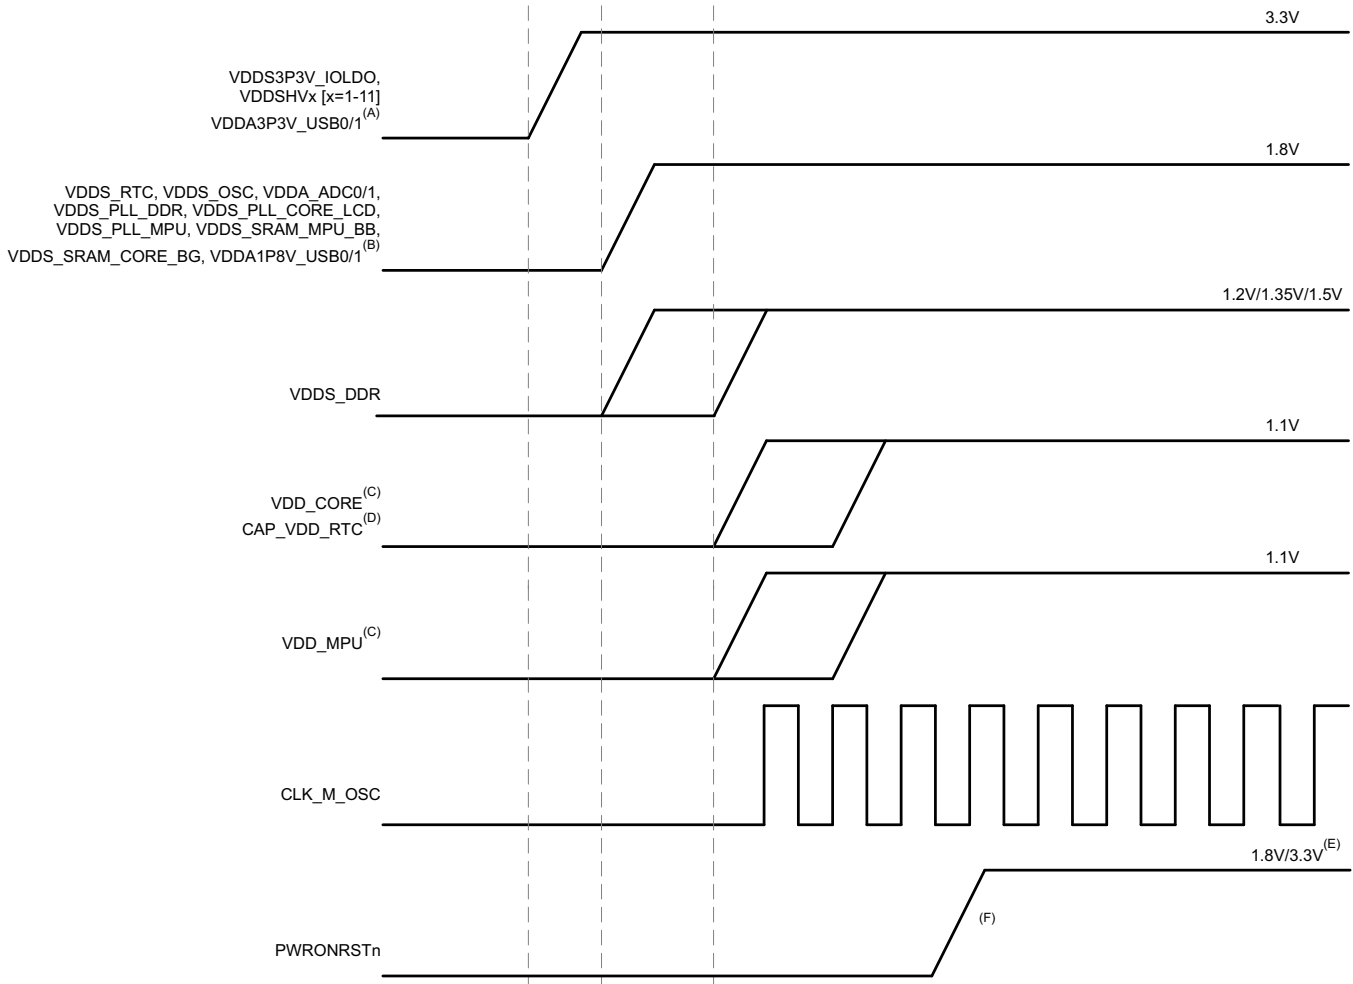 3.3V
VDDS3P3V_IOLDO,
VDDSHVx [x=1-11]
VDDA3P3V_USB0/1(A)
1.8V
VDDS_RTC, VDDS_OSC, VDDA_ADC0/1,
VDDS_PLL_DDR, VDDS_PLL_CORE_LCD,
VDDS_PLL_MPU, VDDS_SRAM_MPU_BB,
VDDS_SRAM_CORE_BG, VDDA1P8V_USB0/1(B)
1.2V/1.35V/1.5V
VDDS_DDR
1.1V
VDD_CORE(C)
CAP_VDD_RTC(D)
1.1V
VDD_MPU(C)
CLK_M_OSC
1.8V/3.3V(E)
(F)
PWRONRSTn